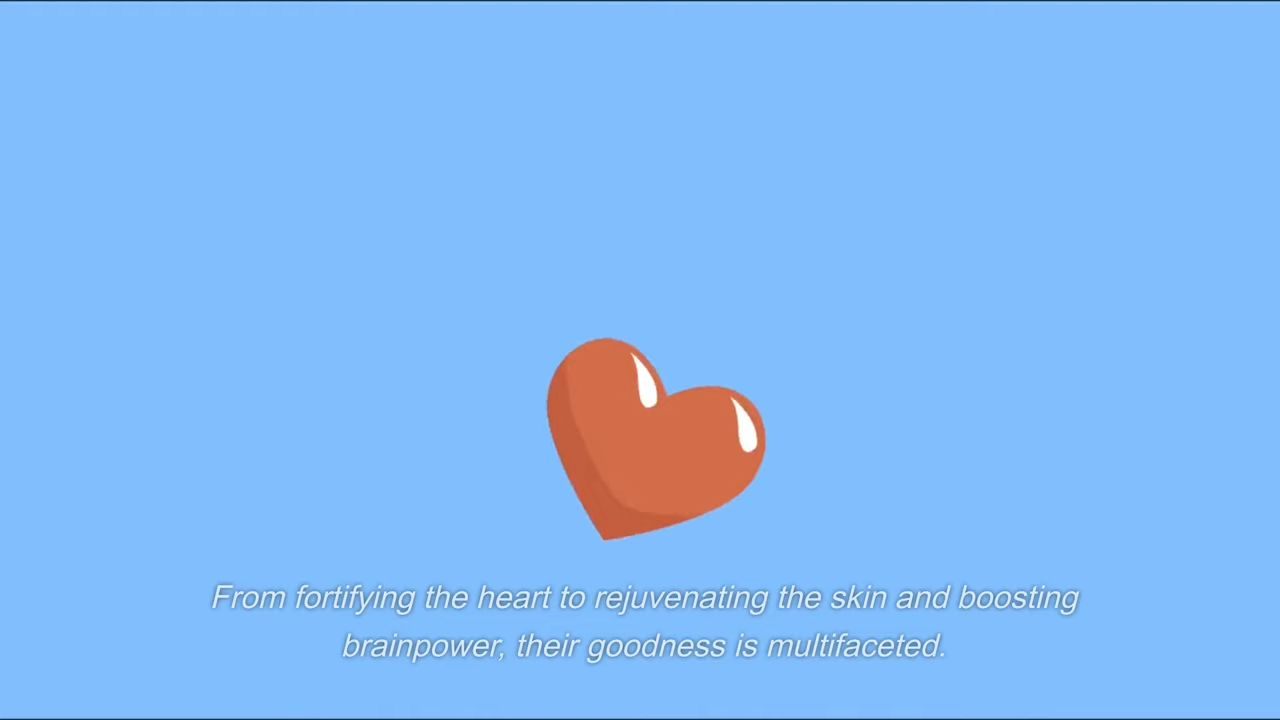 From fortifying the heart to rejuvenating the skin and boosting
brainpower, their goodness is multifaceted.